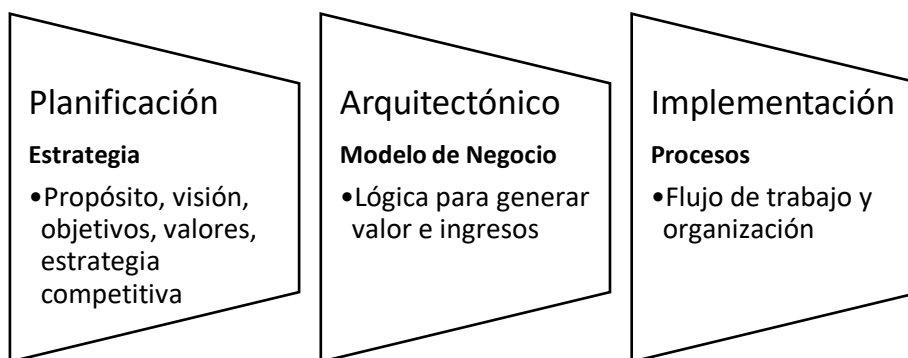 Planificación
Estrategia
•Propósito, visión,
objetivos, valores,
estrategia
competitiva
Arquitectónico
Modelo de Negocio
•Lógica para generar
valor e ingresos
Implementación
Procesos
•Flujo de trabajo y
organización